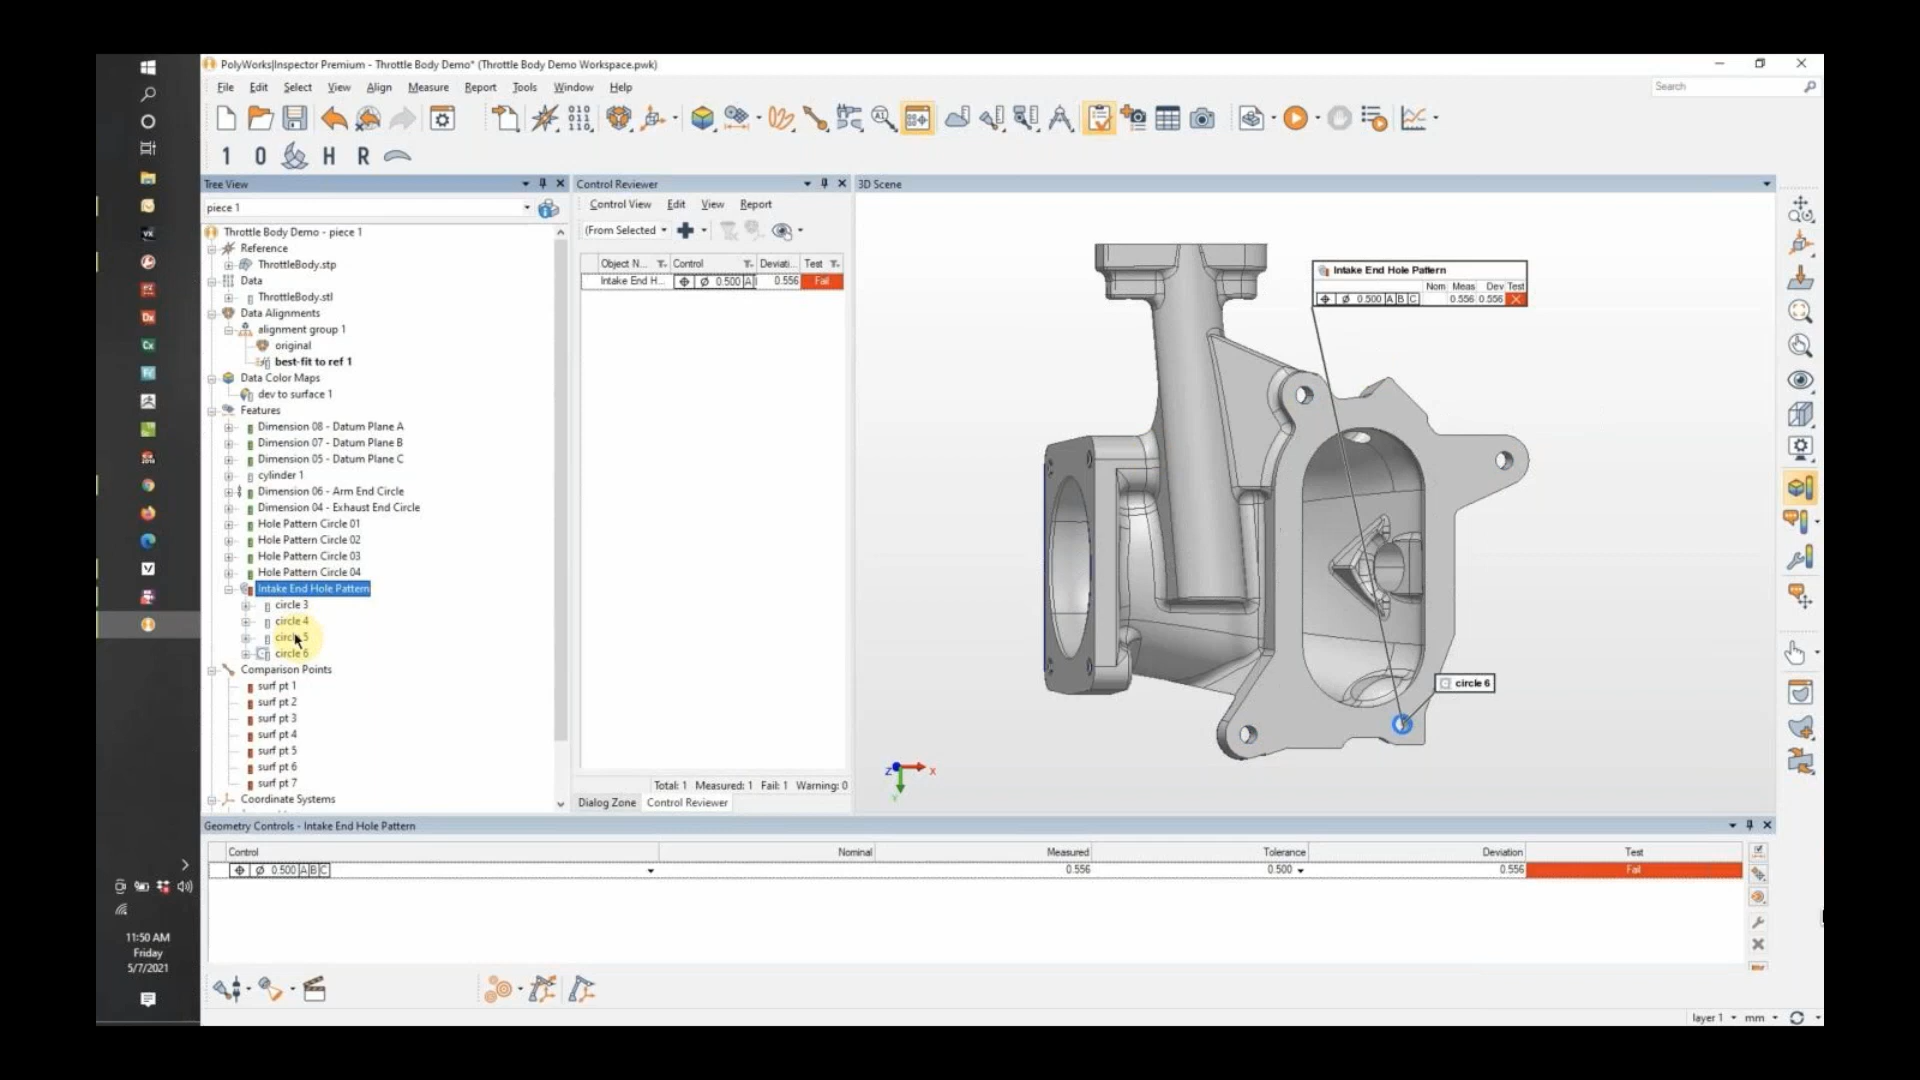 PolyWorks|Inspector Premium - Throttle Body Demo* (Throttle Body Demo Workspace.pwk)
File Edit Select View Align Measure Report Tools Window Help
Search
1 0 H R
Tree View
piece 1
Throttle Body Demo - piece 1
Reference
ThrottleBody.stp
Data
ThrottleBody.stl
Data Alignments
alignment group 1
original
best-fit to ref 1
Data Color Maps
dev to surface 1
Features
Dimension 08 - Datum Plane A
Dimension 07 - Datum Plane B
Dimension 05 - Datum Plane C
cylinder 1
Dimension 06 - Arm End Circle
Dimension 04 - Exhaust End Circle
Hole Pattern Circle 01
Hole Pattern Circle 02
Hole Pattern Circle 03
Hole Pattern Circle 04
Intake End Hole Pattern
circle 3
circle 4
circle 5
circle 6
Comparison Points
surf pt 1
surf pt 2
surf pt 3
surf pt 4
surf pt 5
surf pt 6
surf pt 7
Coordinate Systems
Control Reviewer
Control View Edit View Report
(From Selected
Object N... Control Deviati... Test
Intake End H... ⌖ Ø 0.500 A 0.556 Fail
Total: 1 Measured: 1 Fail: 1 Warning: 0
Dialog Zone Control Reviewer
3D Scene
Intake End Hole Pattern
Nom Meas Dev Test
⌖ Ø 0.500 A B C 0.556 0.556
circle 6
Z X
Y
Geometry Controls - Intake End Hole Pattern
Control Nominal Measured Tolerance Deviation Test
⌖ Ø 0.500 A B C 0.556 0.500 0.556 Fail
layer 1 mm
11:50 AM
Friday
5/7/2021